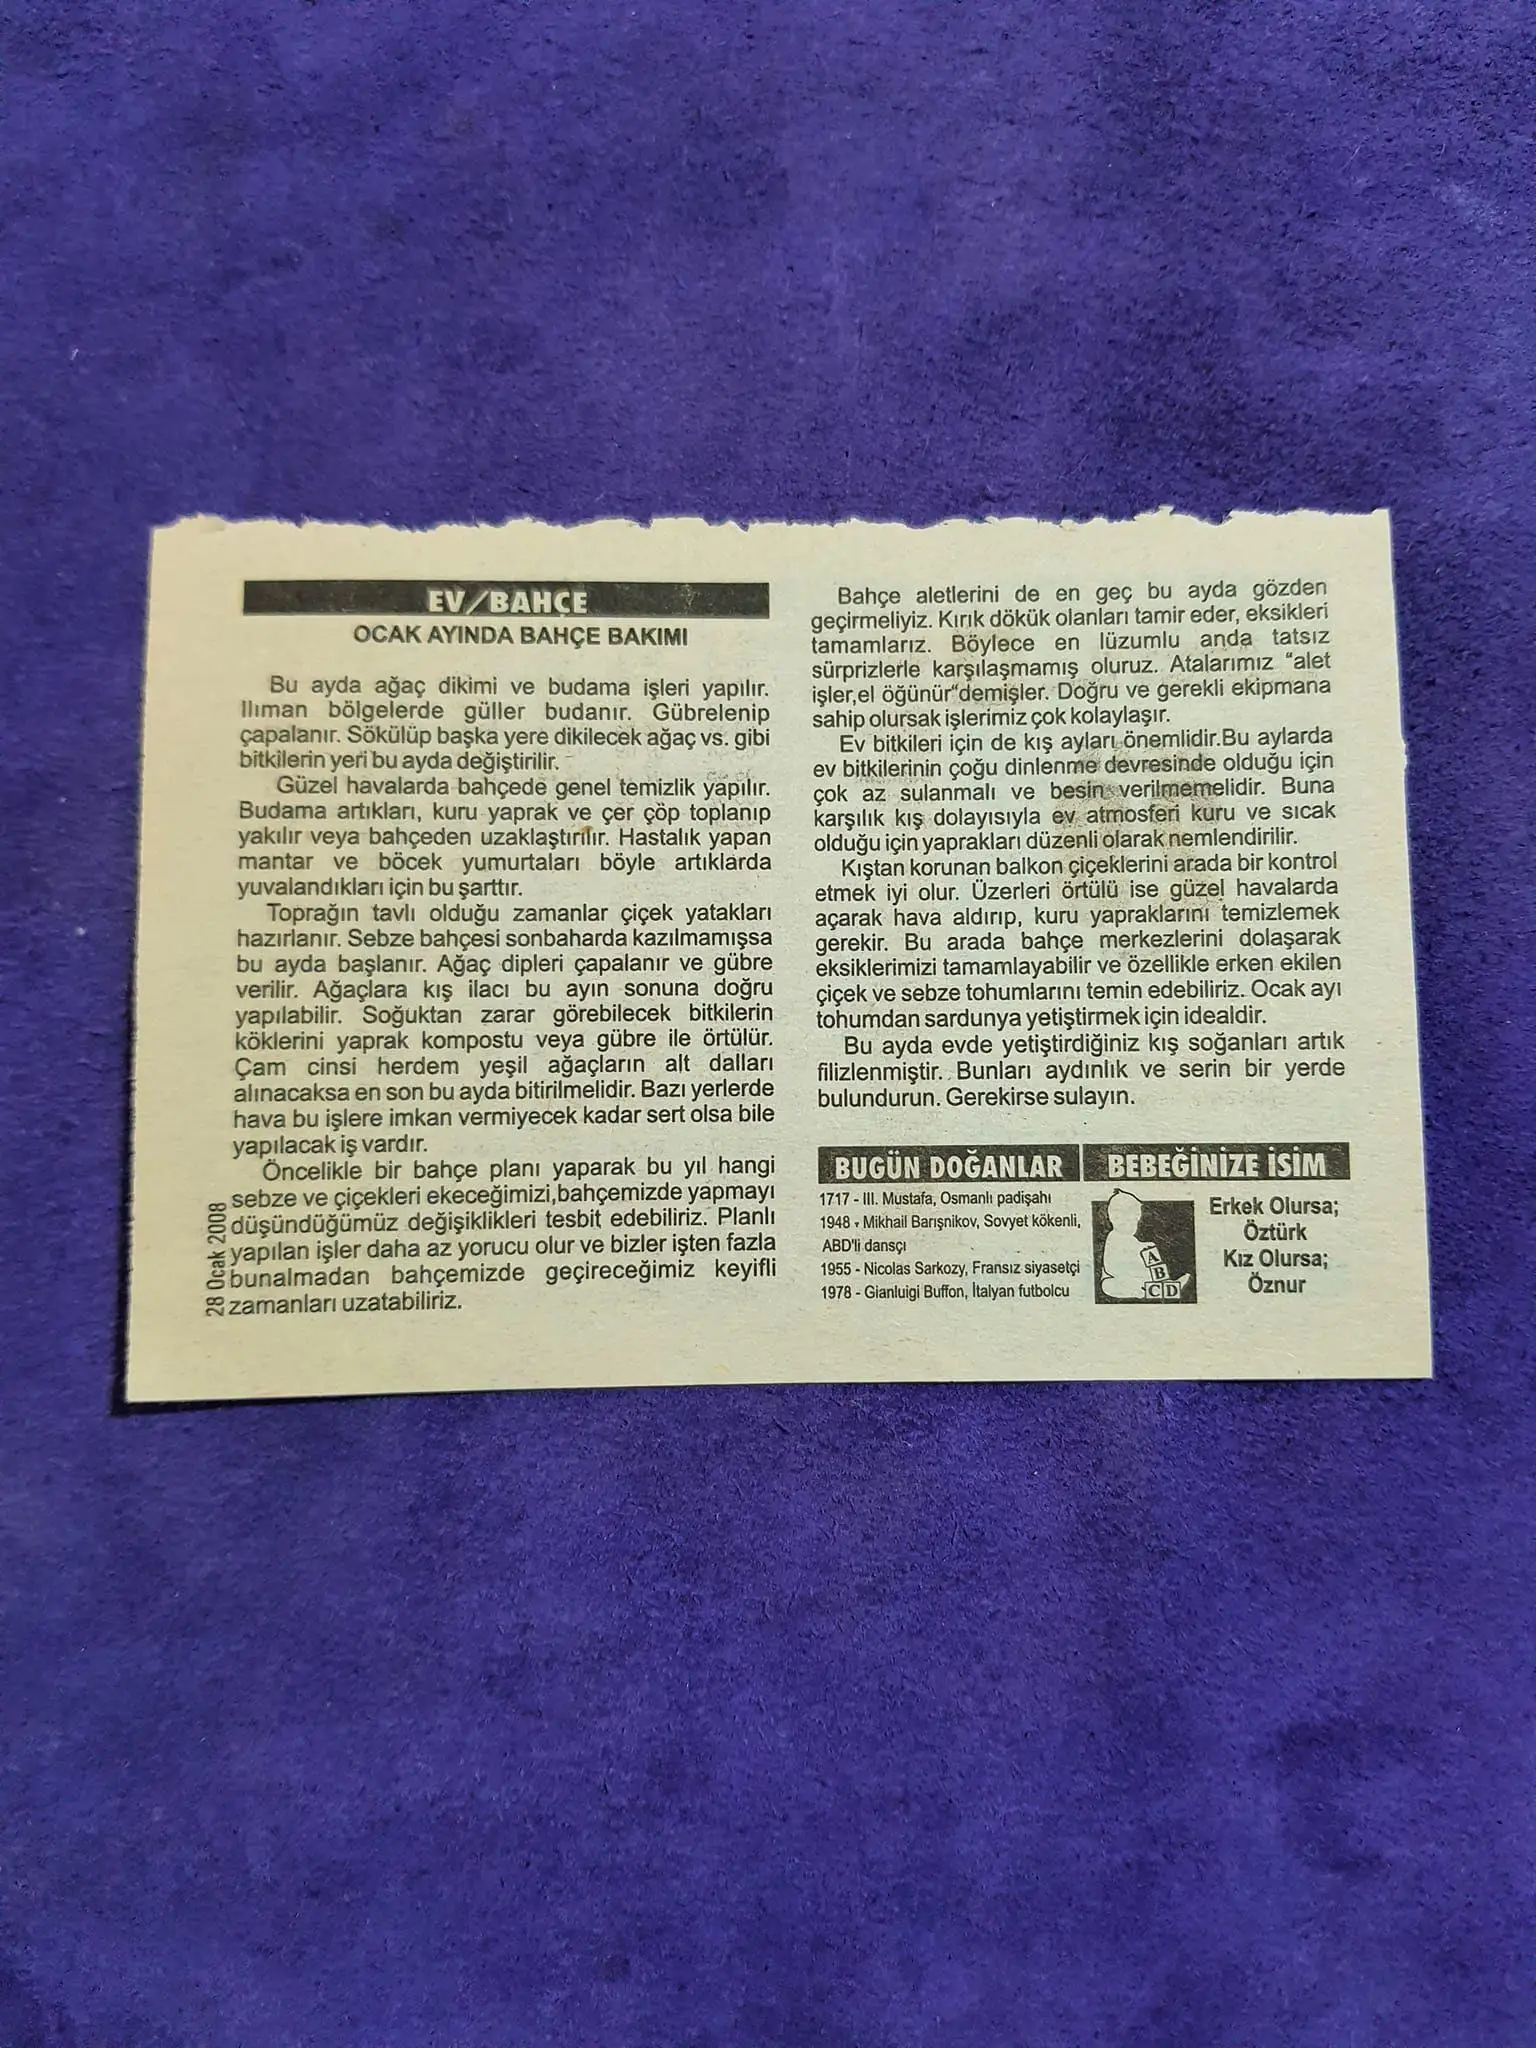 EV/BAHÇE
OCAK AYINDA BAHÇE BAKIMI
Bu ayda ağaç dikimi ve budama işleri yapılır.
Ilıman bölgelerde güller budanır. Gübrelenip
çapalanır. Sökülüp başka yere dikilecek ağaç vs. gibi
bitkilerin yeri bu ayda değiştirilir.
Güzel havalarda bahçede genel temizlik yapılır.
Budama artıkları, kuru yaprak ve çer çöp toplanıp
yakılır veya bahçeden uzaklaştırılır. Hastalık yapan
mantar ve böcek yumurtaları böyle artıklarda
yuvalandıkları için bu şarttır.
Toprağın tavlı olduğu zamanlar çiçek yatakları
hazırlanır. Sebze bahçesi sonbaharda kazılmamışsa
bu ayda başlanır. Ağaç dipleri çapalanır ve gübre
verilir. Ağaçlara kış ilacı bu ayın sonuna doğru
yapılabilir. Soğuktan zarar görebilecek bitkilerin
köklerini yaprak kompostu veya gübre ile örtülür.
Çam cinsi herdem yeşil ağaçların alt dalları
alınacaksa en son bu ayda bitirilmelidir. Bazı yerlerde
hava bu işlere imkan vermiyecek kadar sert olsa bile
yapılacak iş vardır.
Öncelikle bir bahçe planı yaparak bu yıl hangi
sebze ve çiçekleri ekeceğimizi,bahçemizde yapmayı
düşündüğümüz değişiklikleri tesbit edebiliriz. Planlı
yapılan işler daha az yorucu olur ve bizler işten fazla
bunalmadan bahçemizde geçireceğimiz keyifli
zamanları uzatabiliriz.
28 Ocak 2008
Bahçe aletlerini de en geç bu ayda gözden
geçirmeliyiz. Kırık dökük olanları tamir eder, eksikleri
tamamlarız. Böylece en lüzumlu anda tatsız
sürprizlerle karşılaşmamış oluruz. Atalarımız "alet
işler,el öğünür"demişler. Doğru ve gerekli ekipmana
sahip olursak işlerimiz çok kolaylaşır.
Ev bitkileri için de kış ayları önemlidir.Bu aylarda
ev bitkilerinin çoğu dinlenme devresinde olduğu için
çok az sulanmalı ve besin verilmemelidir. Buna
karşılık kış dolayısıyla ev atmosferi kuru ve sıcak
olduğu için yaprakları düzenli olarak nemlendirilir.
Kıştan korunan balkon çiçeklerini arada bir kontrol
etmek iyi olur. Üzerleri örtülü ise güzel havalarda
açarak hava aldırıp, kuru yapraklarını temizlemek
gerekir. Bu arada bahçe merkezlerini dolaşarak
eksiklerimizi tamamlayabilir ve özellikle erken ekilen
çiçek ve sebze tohumlarını temin edebiliriz. Ocak ayı
tohumdan sardunya yetiştirmek için idealdir.
Bu ayda evde yetiştirdiğiniz kış soğanları artık
filizlenmiştir. Bunları aydınlık ve serin bir yerde
bulundurun. Gerekirse sulayın.
BUGÜN DOĞANLAR
1717 - III. Mustafa, Osmanlı padişahı
1948 - Mikhail Barışnikov, Sovyet kökenli,
ABD'li dansçı
1955 - Nicolas Sarkozy, Fransız siyasetçi
1978 - Gianluigi Buffon, İtalyan futbolcu
BEBEĞİNİZE İSİM
A
B
C D
Erkek Olursa;
Öztürk
Kız Olursa;
Öznur